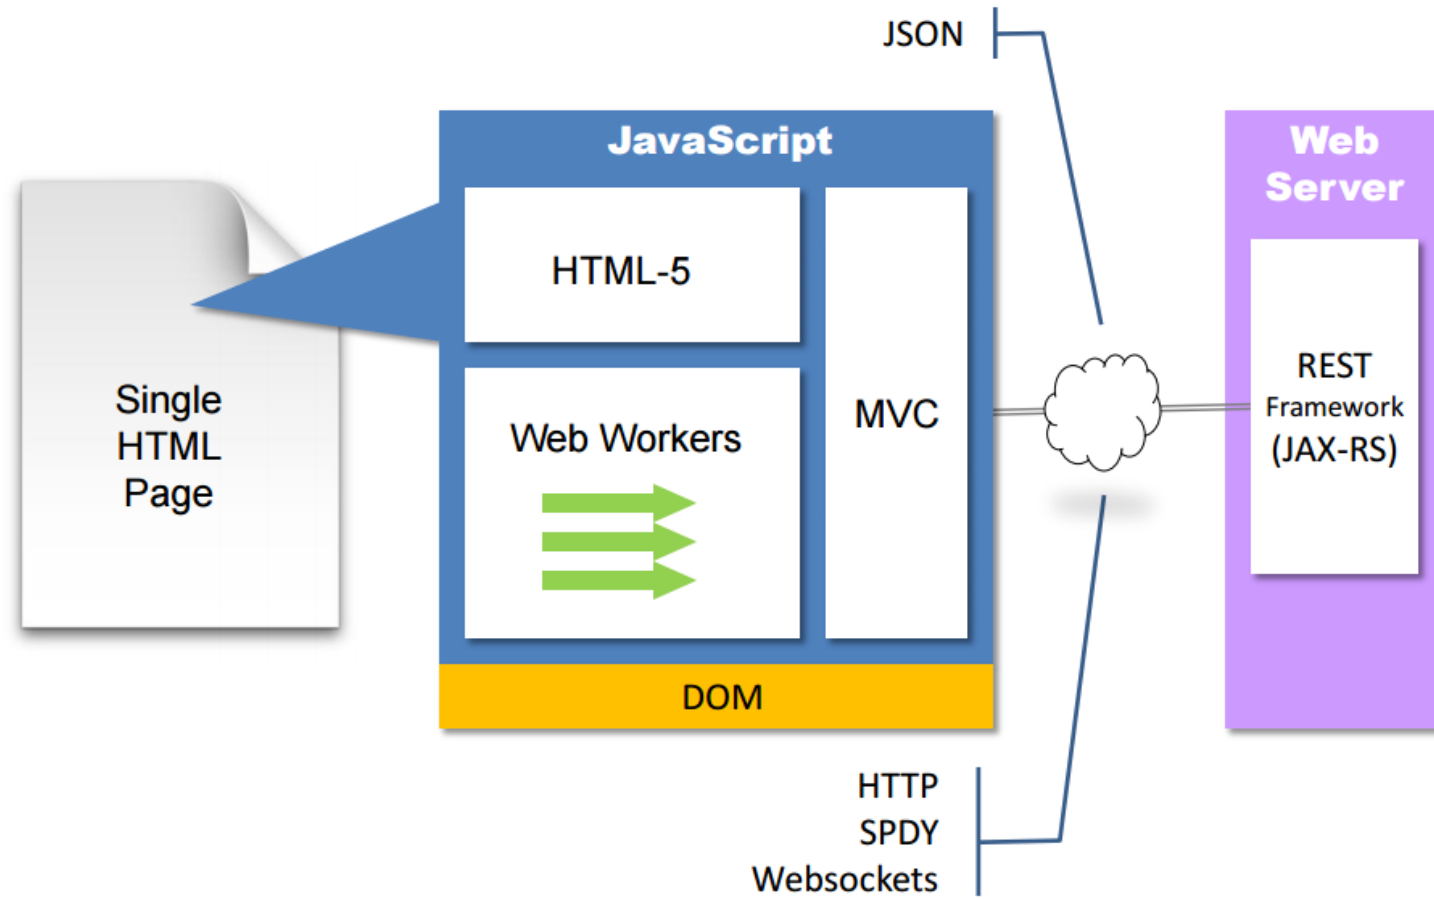 JSON
JavaScript
Web
Server
HTML-5
Single
HTML
Page
Web Workers
MVC
REST
Framework
(JAX-RS)
DOM
HTTP
SPDY
Websockets